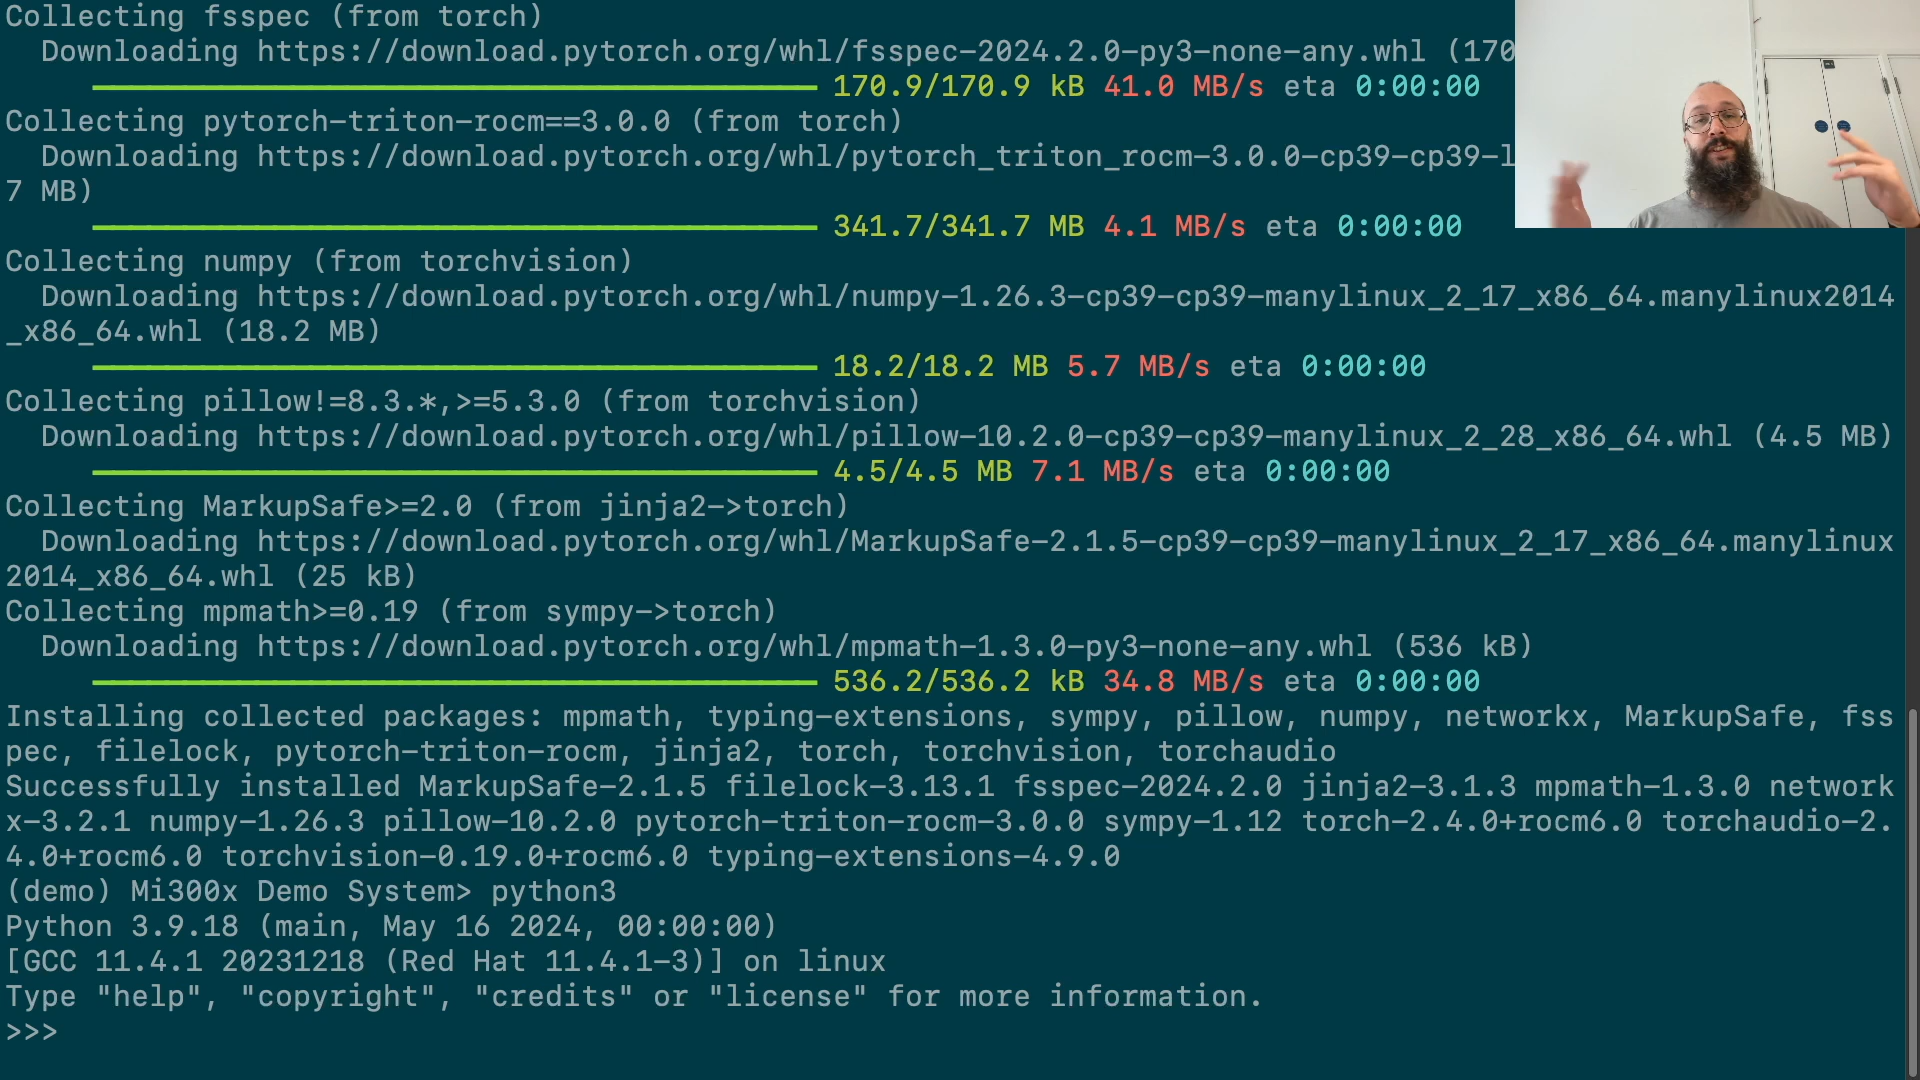 Collecting fsspec (from torch)
Downloading https://download.pytorch.org/whl/fsspec-2024.2.0-py3-none-any.whl (170
170.9/170.9 kB 41.0 MB/s eta 0:00:00
Collecting pytorch-triton-rocm==3.0.0 (from torch)
Downloading https://download.pytorch.org/whl/pytorch_triton_rocm-3.0.0-cp39-cp39-l
7 MB)
341.7/341.7 MB 4.1 MB/s eta 0:00:00
Collecting numpy (from torchvision)
Downloading https://download.pytorch.org/whl/numpy-1.26.3-cp39-cp39-manylinux_2_17_x86_64.manylinux2014
_x86_64.whl (18.2 MB)
18.2/18.2 MB 5.7 MB/s eta 0:00:00
Collecting pillow!=8.3.*,>=5.3.0 (from torchvision)
Downloading https://download.pytorch.org/whl/pillow-10.2.0-cp39-cp39-manylinux_2_28_x86_64.whl (4.5 MB)
4.5/4.5 MB 7.1 MB/s eta 0:00:00
Collecting MarkupSafe>=2.0 (from jinja2->torch)
Downloading https://download.pytorch.org/whl/MarkupSafe-2.1.5-cp39-cp39-manylinux_2_17_x86_64.manylinux
2014_x86_64.whl (25 kB)
Collecting mpmath>=0.19 (from sympy->torch)
Downloading https://download.pytorch.org/whl/mpmath-1.3.0-py3-none-any.whl (536 kB)
536.2/536.2 kB 34.8 MB/s eta 0:00:00
Installing collected packages: mpmath, typing-extensions, sympy, pillow, numpy, networkx, MarkupSafe, fss
pec, filelock, pytorch-triton-rocm, jinja2, torch, torchvision, torchaudio
Successfully installed MarkupSafe-2.1.5 filelock-3.13.1 fsspec-2024.2.0 jinja2-3.1.3 mpmath-1.3.0 network
x-3.2.1 numpy-1.26.3 pillow-10.2.0 pytorch-triton-rocm-3.0.0 sympy-1.12 torch-2.4.0+rocm6.0 torchaudio-2.
4.0+rocm6.0 torchvision-0.19.0+rocm6.0 typing-extensions-4.9.0
(demo) Mi300x Demo System> python3
Python 3.9.18 (main, May 16 2024, 00:00:00)
[GCC 11.4.1 20231218 (Red Hat 11.4.1-3)] on linux
Type "help", "copyright", "credits" or "license" for more information.
>>>